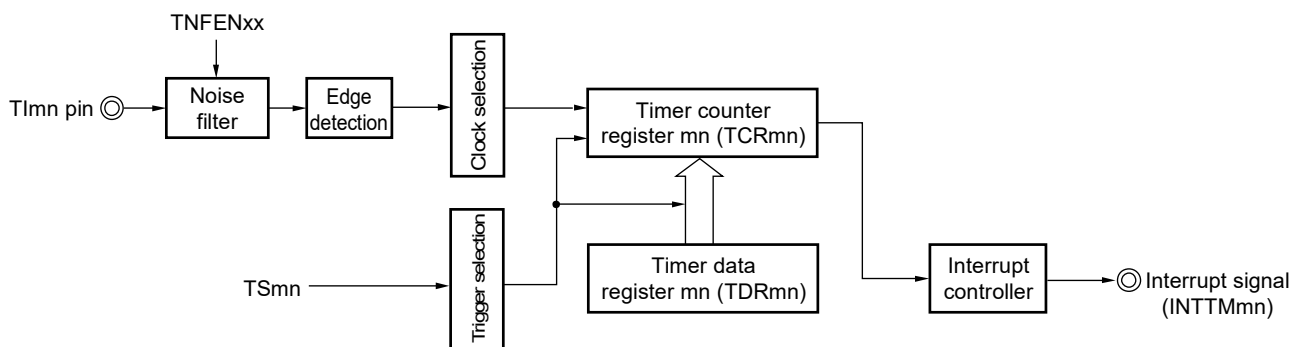 TNFENxx
TImn pin
Noise
filter
Edge
detection
Clock selection
Timer counter
register mn (TCRmn)
TSmn
Trigger selection
Timer data
register mn (TDRmn)
Interrupt
controller
Interrupt signal
(INTTMmn)